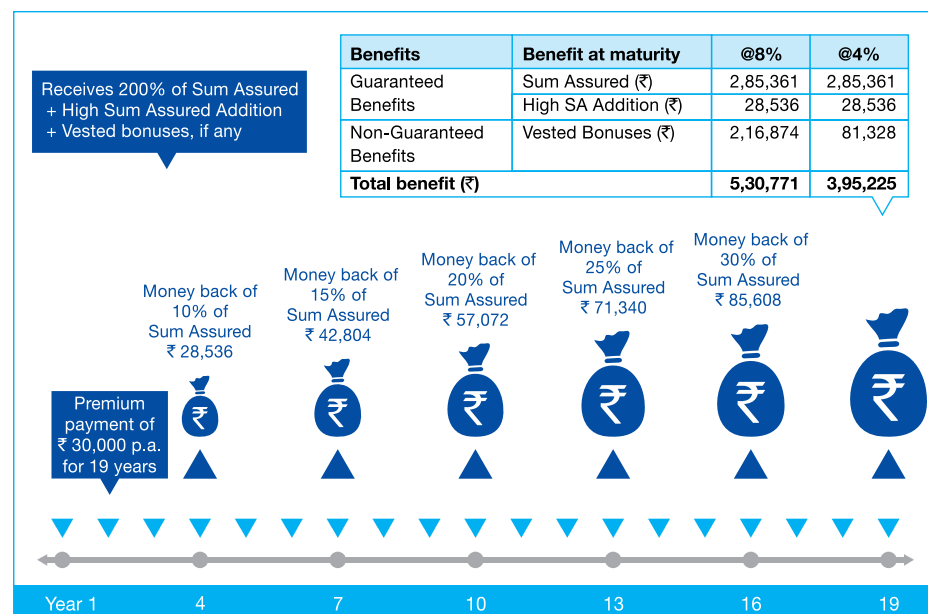 Receives 200% of Sum Assured
+ High Sum Assured Addition
+ Vested bonuses, if any
Benefits Benefit at maturity @8% @4%
Guaranteed Sum Assured (₹) 2,85,361 2,85,361
Benefits High SA Addition (₹) 28,536 28,536
Non-Guaranteed Vested Bonuses (₹) 2,16,874 81,328
Benefits
Total benefit (₹) 5,30,771 3,95,225
Money back of
10% of
Sum Assured
₹ 28,536
Money back of
15% of
Sum Assured
₹ 42,804
Money back of
20% of
Sum Assured
₹ 57,072
Money back of
25% of
Sum Assured
₹ 71,340
Money back of
30% of
Sum Assured
₹ 85,608
Premium
payment of
₹ 30,000 p.a.
for 19 years
₹ ₹ ₹ ₹ ₹ ₹
Year 1 4 7 10 13 16 19